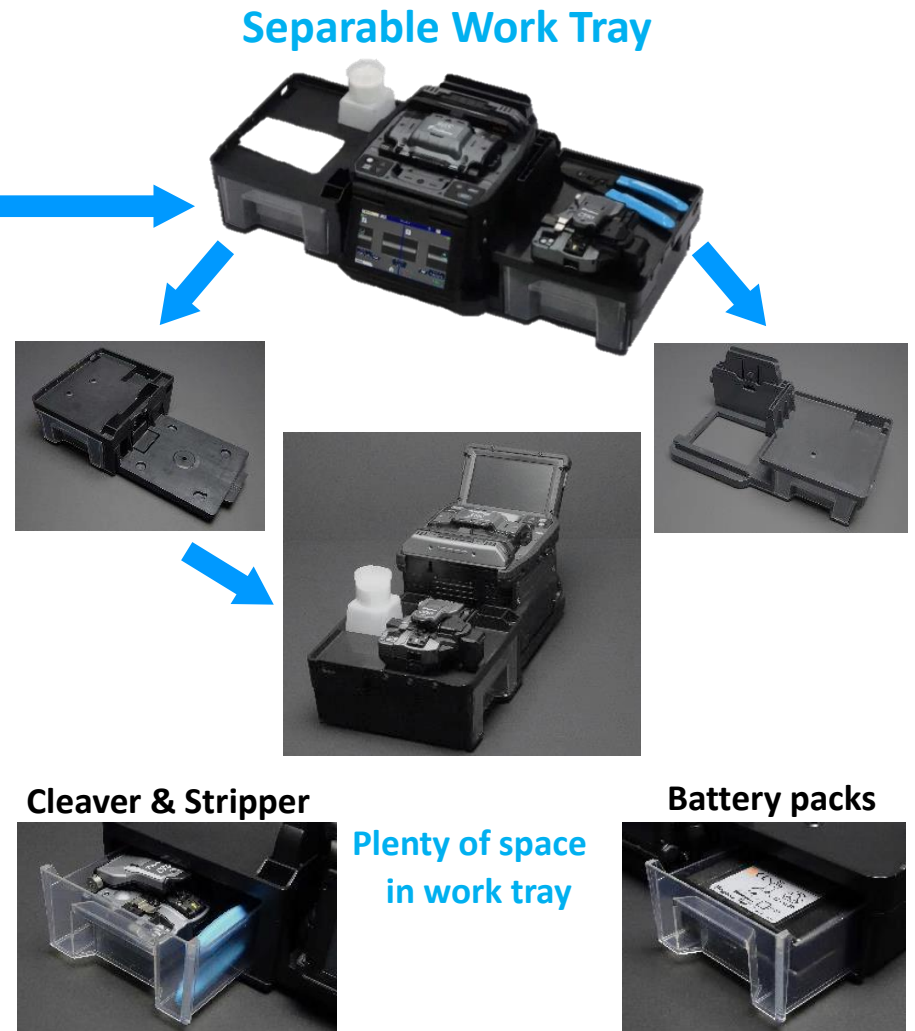 Separable Work Tray
Cleaver & Stripper
Battery packs
Plenty of space
in work tray